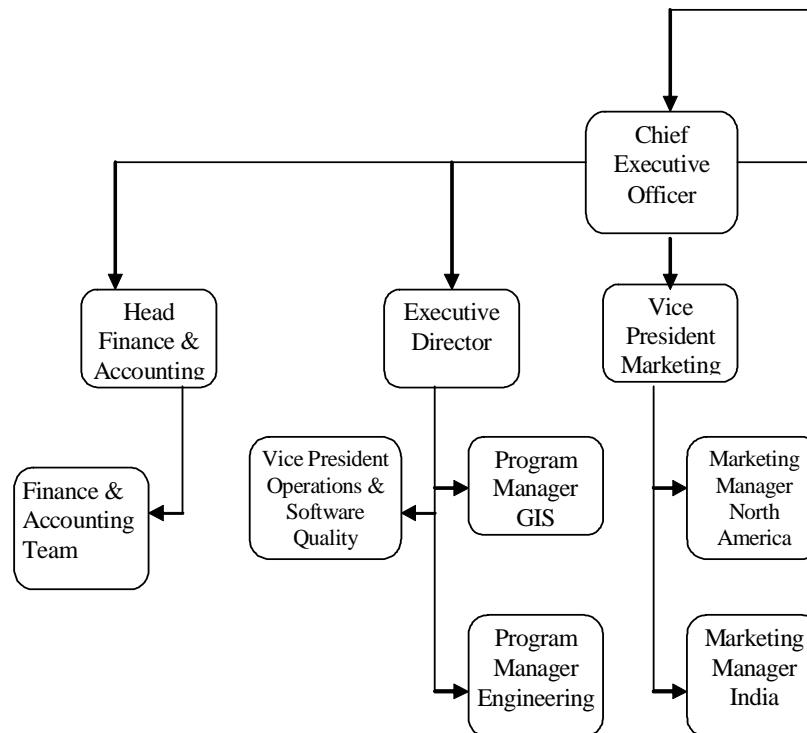 Chief
Executive
Officer
Head
Finance &
Accounting
Executive
Director
Vice
President
Marketing
Finance &
Accounting
Team
Vice President
Operations &
Software
Quality
Program
Manager
GIS
Marketing
Manager
North
America
Program
Manager
Engineering
Marketing
Manager
India